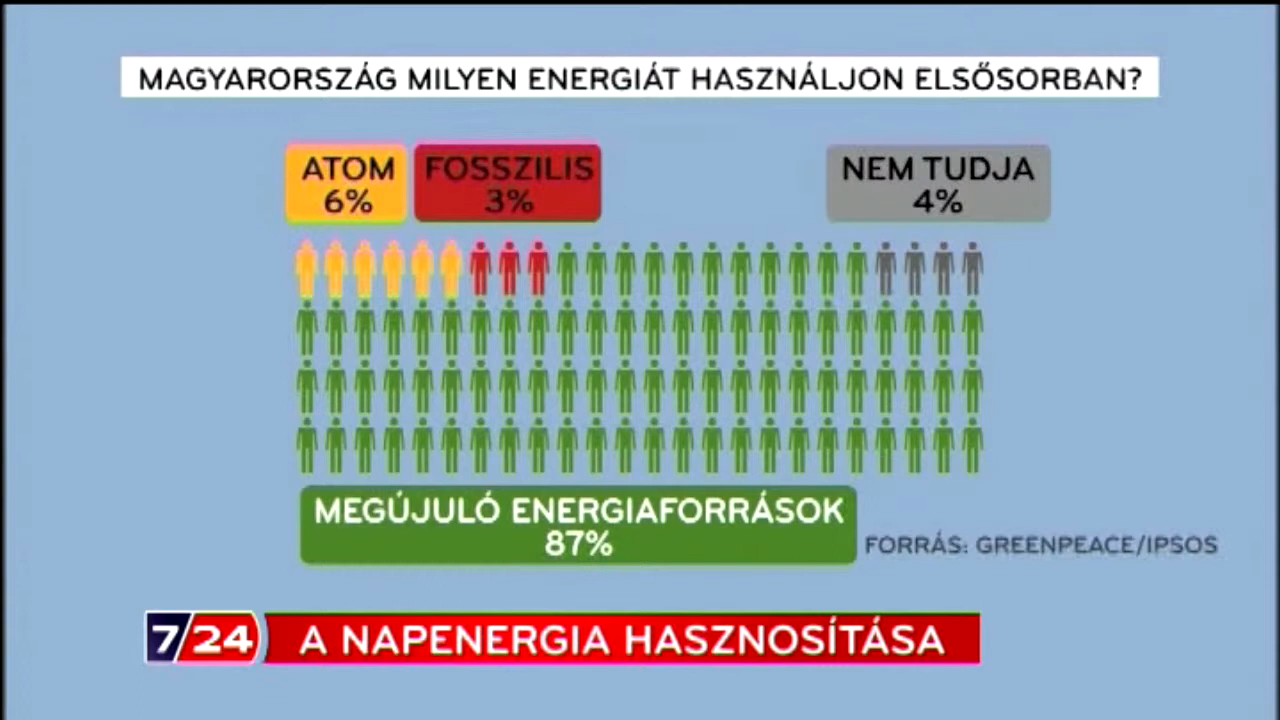 MAGYARORSZÁG MILYEN ENERGIÁT HASZNÁLJON ELSŐSORBAN?
ATOM
6%
FOSSZILIS
3%
NEM TUDJA
4%
MEGÚJULÓ ENERGIAFORRÁSOK
87%
FORRÁS: GREENPEACE/IPSOS
7/24
A NAPENERGIA HASZNOSÍTÁSA